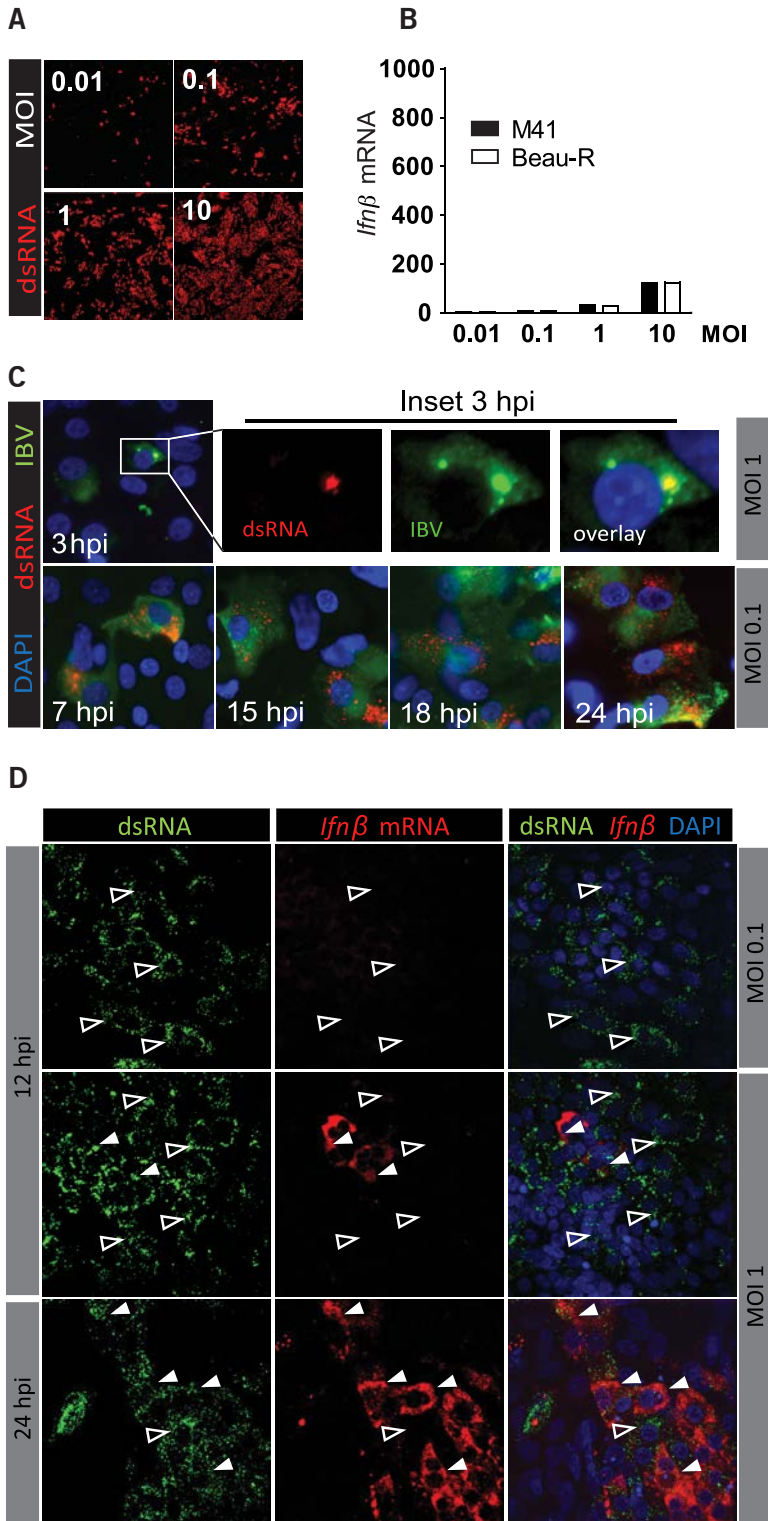 A
MOI
dsRNA
0.01
0.1
1
10
B
Ifnβ mRNA
1000
800
600
400
200
0
M41
Beau-R
0.01 0.1 1 10 MOI
C
DAPI dsRNA IBV
3 hpi
Inset 3 hpi
dsRNA
IBV
overlay
MOI 1
7 hpi
15 hpi
18 hpi
24 hpi
MOI 0.1
D
dsRNA
Ifnβ mRNA
dsRNA Ifnβ DAPI
12 hpi
MOI 0.1
24 hpi
MOI 1